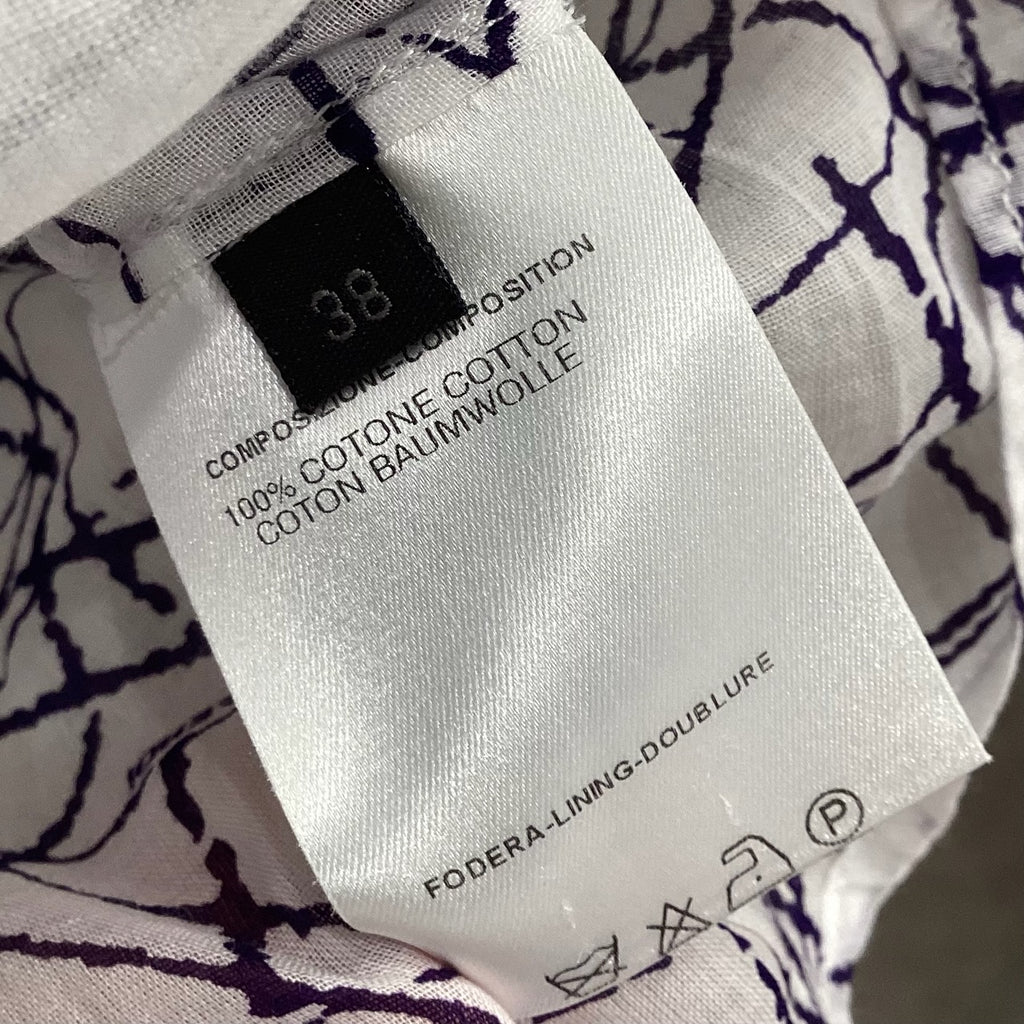 38
COMPOSIZIONE-COMPOSITION
100% COTONE COTTON
COTON BAUMWOLLE
FODERA-LINING-DOUBLURE
P